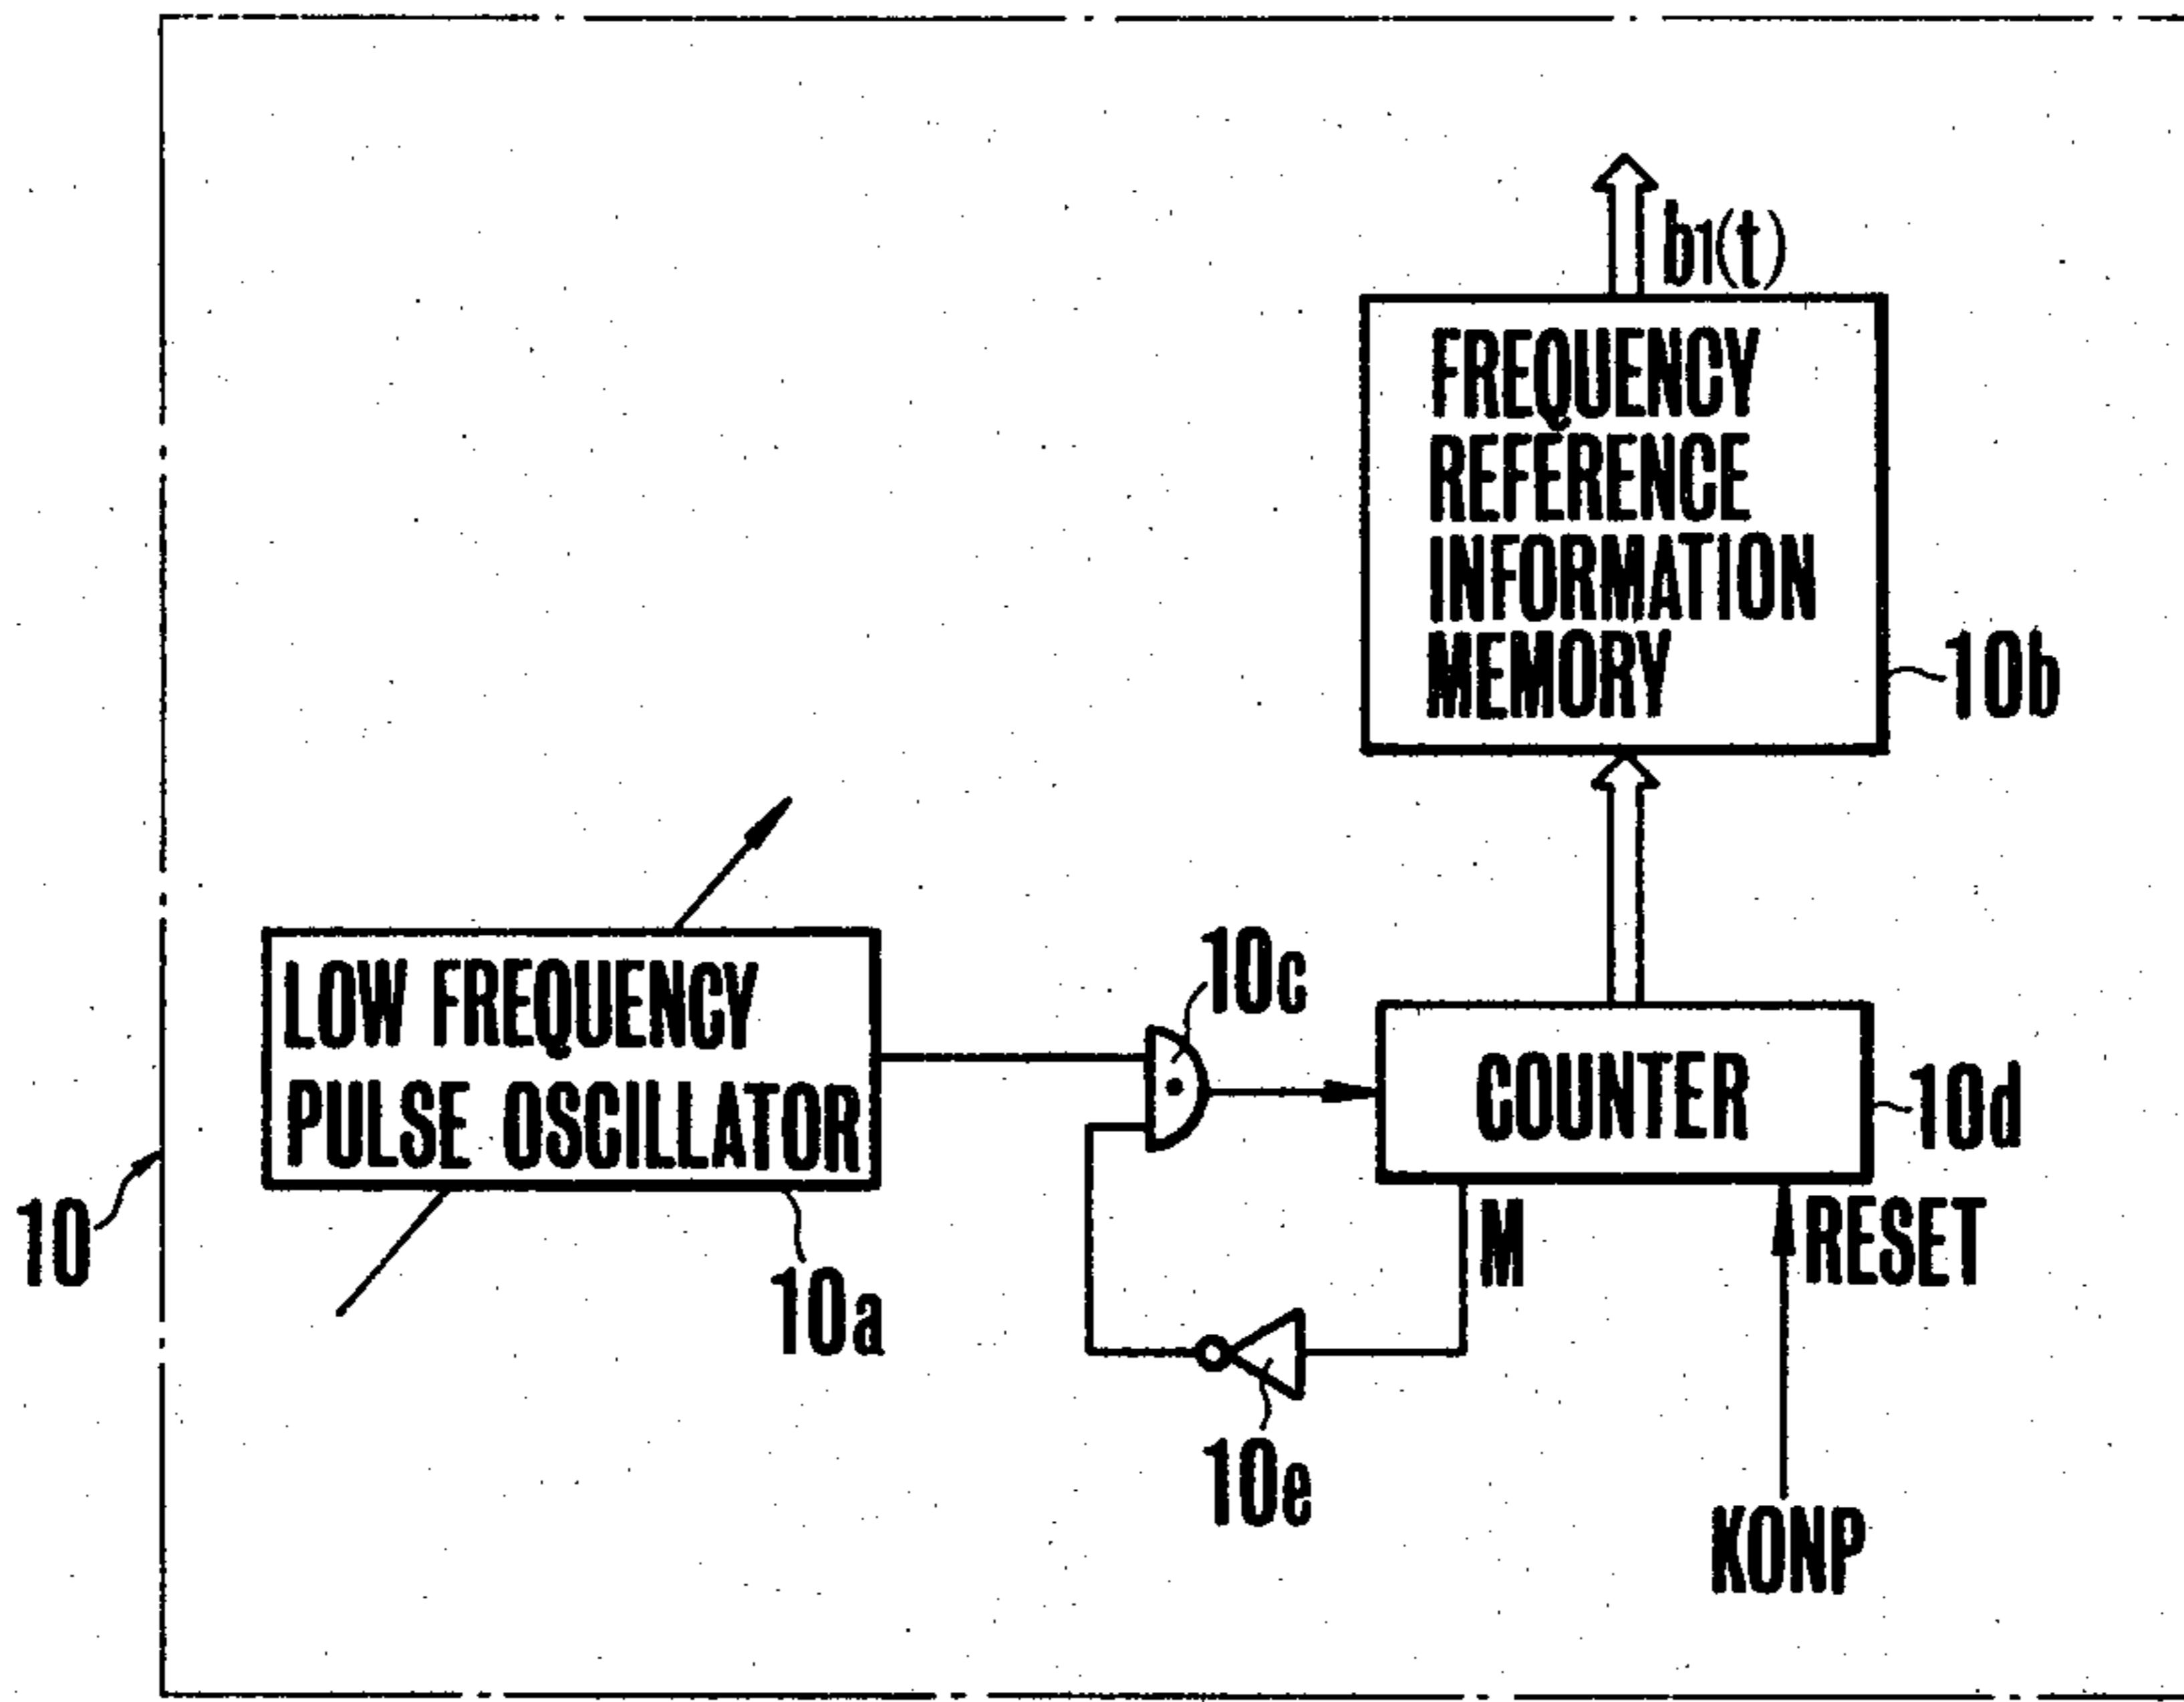 b1(t)
FREQUENCY
REFERENCE
INFORMATION
MEMORY
10b
LOW FREQUENCY
PULSE OSCILLATOR
10c
COUNTER
10d
10
10a
M
RESET
10e
KONP